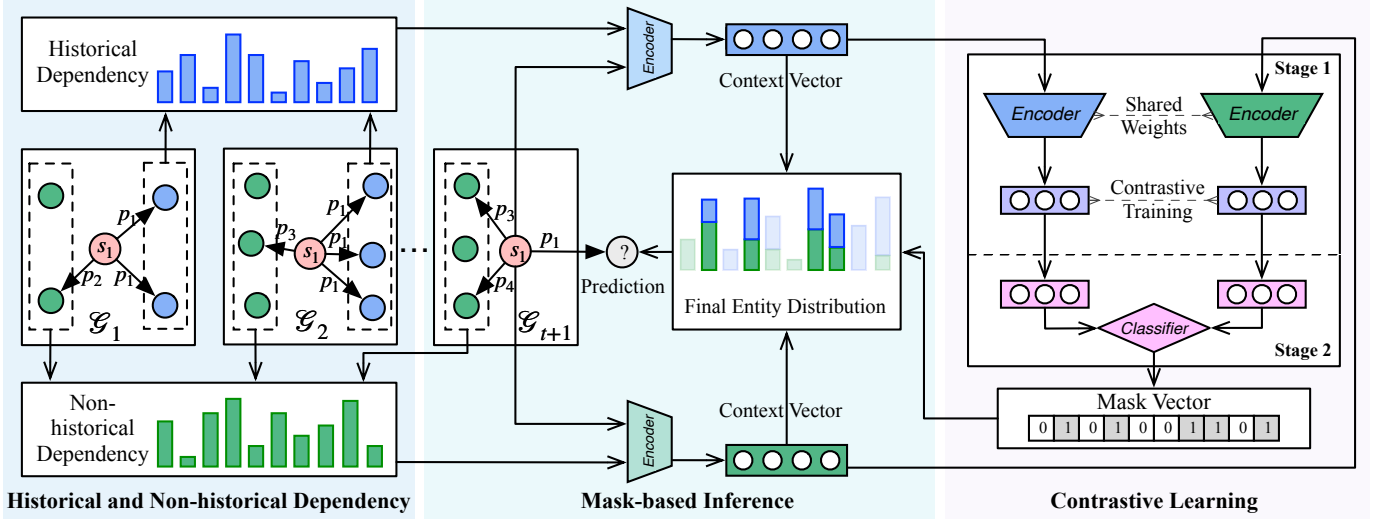 Historical
Dependency
Encoder
Context Vector
Stage 1
Encoder
Shared
Weights
Encoder
Contrastive
Training
p₁
s₁
p₂
p₁
𝒢₁
p₁
p₃
s₁
p₁
p₁
𝒢₂
...
p₃
s₁
p₁
p₄
𝒢ₜ₊₁
?
Prediction
Final Entity Distribution
Classifier
Stage 2
Non-
historical
Dependency
Encoder
Context Vector
Mask Vector
0 1 0 1 0 0 1 1 0 1
Historical and Non-historical Dependency
Mask-based Inference
Contrastive Learning